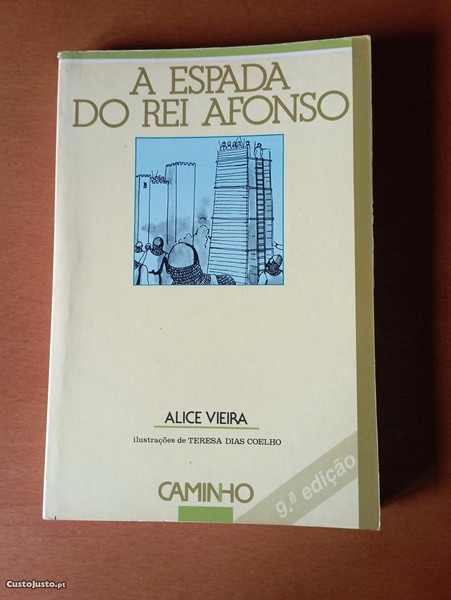 A ESPADA
DO REI AFONSO
ALICE VIEIRA
ilustrações de TERESA DIAS COELHO
9.ª edição
CAMINHO
CustoJusto.pt